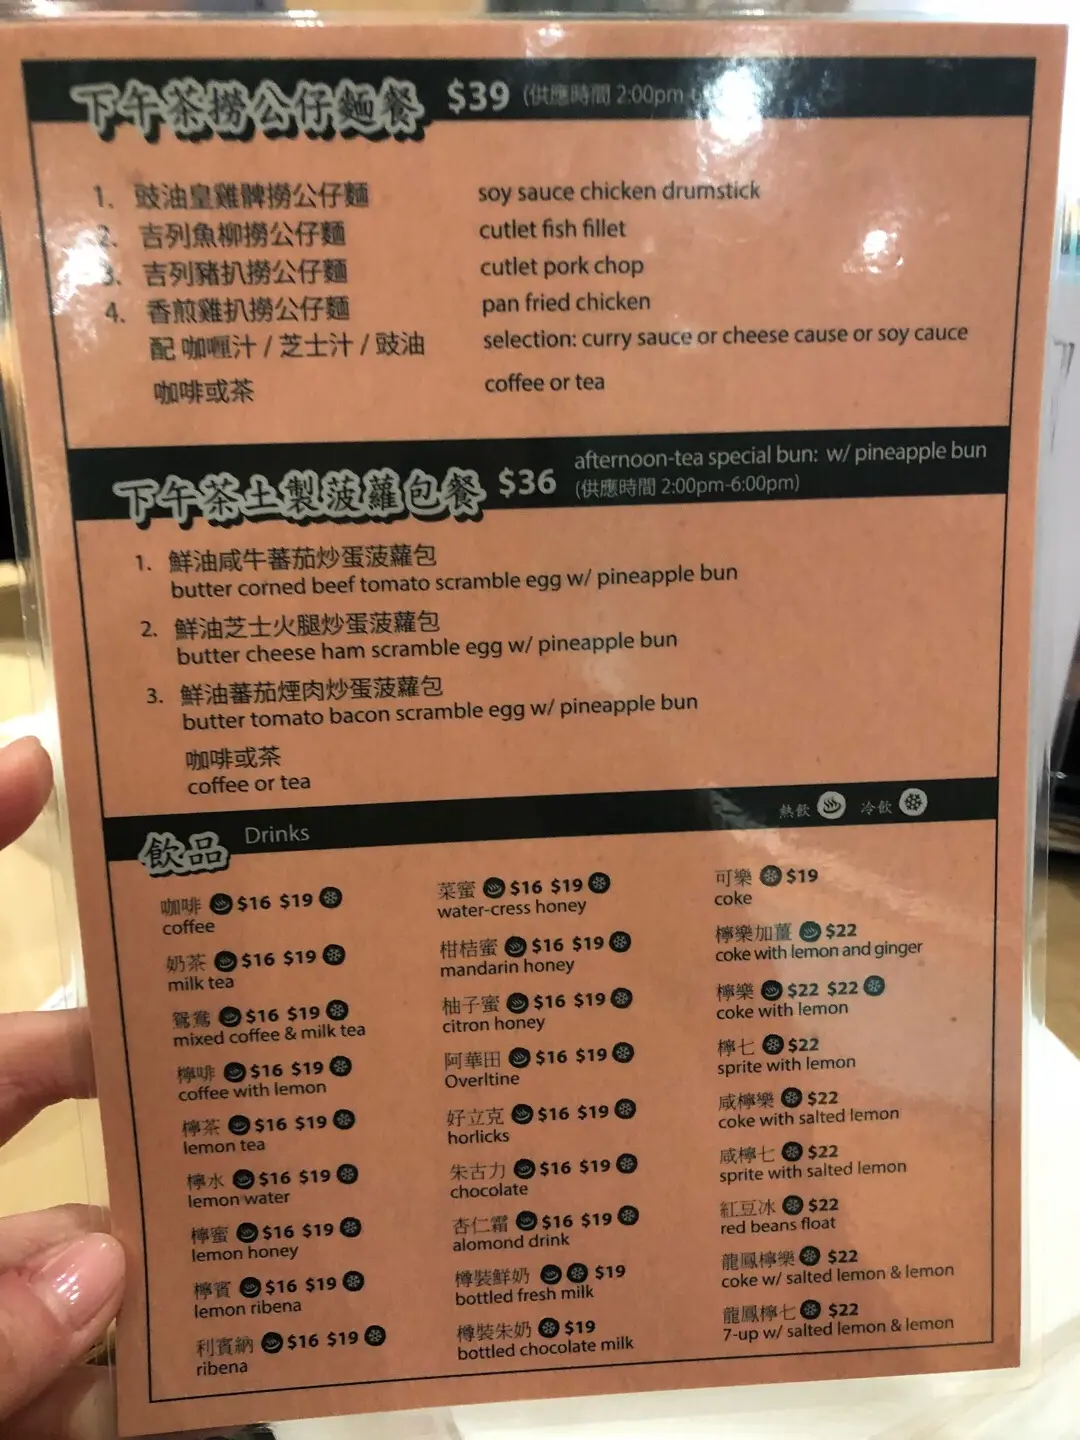 下午茶撈公仔麵餐 $39 (供應時間 2:00pm
1. 豉油皇雞髀撈公仔麵 soy sauce chicken drumstick
2. 吉列魚柳撈公仔麵 cutlet fish fillet
3. 吉列豬扒撈公仔麵 cutlet pork chop
4. 香煎雞扒撈公仔麵 pan fried chicken
配 咖喱汁 / 芝士汁 / 豉油 selection: curry sauce or cheese cause or soy cauce
咖啡或茶 coffee or tea
下午茶土製菠蘿包餐 $36 afternoon-tea special bun: w/ pineapple bun
(供應時間 2:00pm-6:00pm)
1. 鮮油咸牛蕃茄炒蛋菠蘿包
butter corned beef tomato scramble egg w/ pineapple bun
2. 鮮油芝士火腿炒蛋菠蘿包
butter cheese ham scramble egg w/ pineapple bun
3. 鮮油蕃茄煙肉炒蛋菠蘿包
butter tomato bacon scramble egg w/ pineapple bun
咖啡或茶
coffee or tea
飲品 Drinks 熱飲 冷飲
咖啡 $16 $19
coffee
奶茶 $16 $19
milk tea
鴛鴦 $16 $19
mixed coffee & milk tea
檸啡 $16 $19
coffee with lemon
檸茶 $16 $19
lemon tea
檸水 $16 $19
lemon water
檸蜜 $16 $19
lemon honey
檸賓 $16 $19
lemon ribena
利賓納 $16 $19
ribena
菜蜜 $16 $19
water-cress honey
柑桔蜜 $16 $19
mandarin honey
柚子蜜 $16 $19
citron honey
阿華田 $16 $19
Overltine
好立克 $16 $19
horlicks
朱古力 $16 $19
chocolate
杏仁霜 $16 $19
alomond drink
樽裝鮮奶 $19
bottled fresh milk
樽裝朱奶 $19
bottled chocolate milk
可樂 $19
coke
檸樂加薑 $22
coke with lemon and ginger
檸樂 $22 $22
coke with lemon
檸七 $22
sprite with lemon
咸檸樂 $22
coke with salted lemon
咸檸七 $22
sprite with salted lemon
紅豆冰 $22
red beans float
龍鳳檸樂 $22
coke w/ salted lemon & lemon
龍鳳檸七 $22
7-up w/ salted lemon & lemon